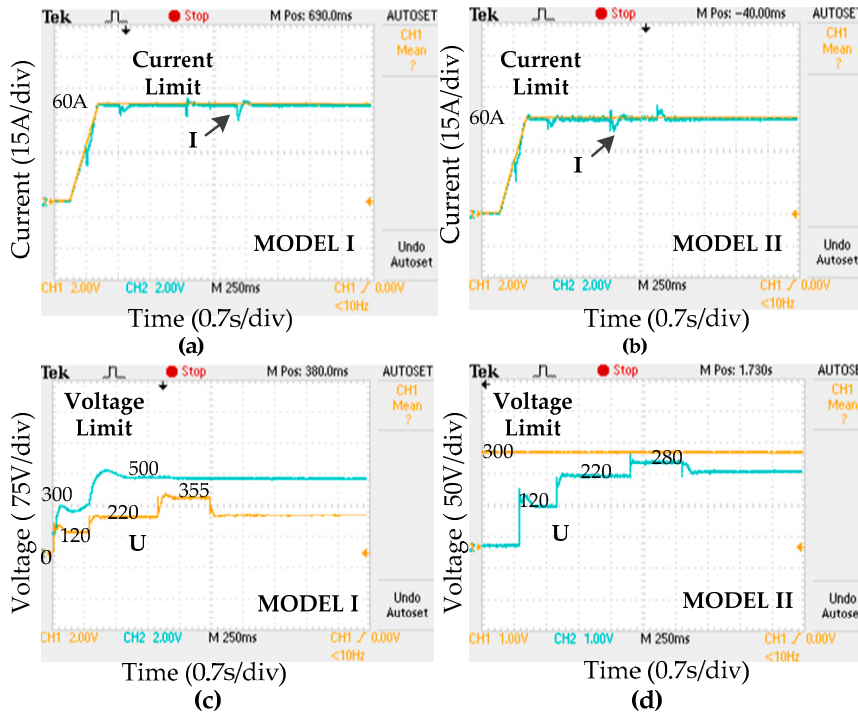 Tek Stop M Pos: 690.0ms AUTOSET
CH1
Mean
?
Current
Limit
60A
I
MODEL I
Current (15A/div)
2
Undo
Autoset
CH1 2.00V CH2 2.00V M 250ms CH1 / 0.00V
<10Hz
Time (0.7s/div)
(a)
Tek Stop M Pos: -40.00ms AUTOSET
CH1
Mean
?
Current
Limit
60A
I
MODEL II
Current (15A/div)
2
Undo
Autoset
CH1 2.00V CH2 2.00V M 250ms CH1 / 0.00V
<10Hz
Time (0.7s/div)
(b)
Tek Stop M Pos: 380.0ms AUTOSET
CH1
Mean
?
Voltage
Limit
500
300
355
220
120
U
0
MODEL I
Voltage ( 75V/div)
Undo
Autoset
CH1 2.00V CH2 2.00V M 250ms CH1 / 0.00V
<10Hz
Time (0.7s/div)
(c)
Tek Stop M Pos: 1.730s AUTOSET
CH1
Mean
?
Voltage
Limit
300
280
220
120
U
0
2
MODEL II
Voltage ( 50V/div)
Undo
Autoset
CH1 1.00V CH2 1.00V M 250ms CH1 / 0.00V
<10Hz
Time (0.7s/div)
(d)